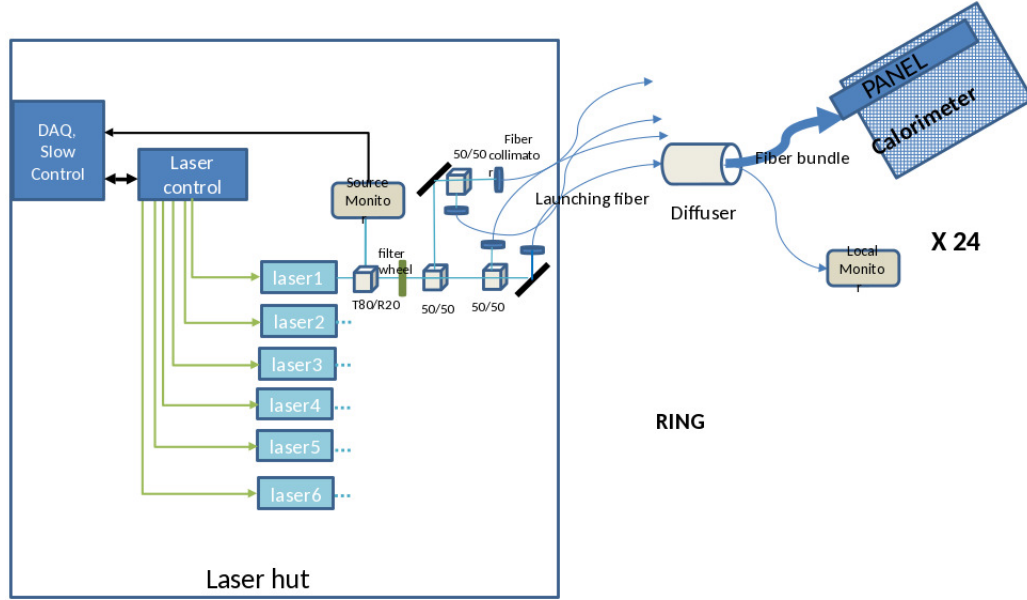 DAQ,
Slow
Control
Laser
control
Source
Monito
r
50/50
Fiber
collimato
r
filter
wheel
T80/R20
50/50
50/50
laser1
laser2
laser3
laser4
laser5
laser6
Laser hut
Launching fiber
Diffuser
Fiber bundle
PANEL
Calorimeter
Local
Monito
r
X 24
RING